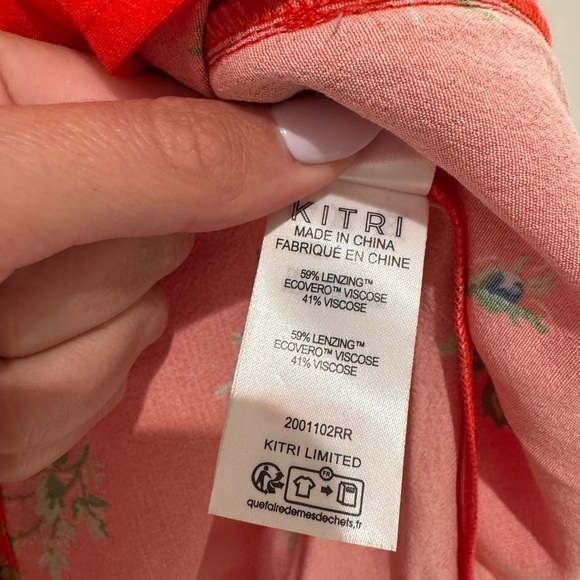 KITRI
MADE IN CHINA
FABRIQUÉ EN CHINE
59% LENZING™
ECOVERO™ VISCOSE
41% VISCOSE
59% LENZING™
ECOVERO™ VISCOSE
41% VISCOSE
2001102RR
KITRI LIMITED
FR
quefairedemesdechets.fr